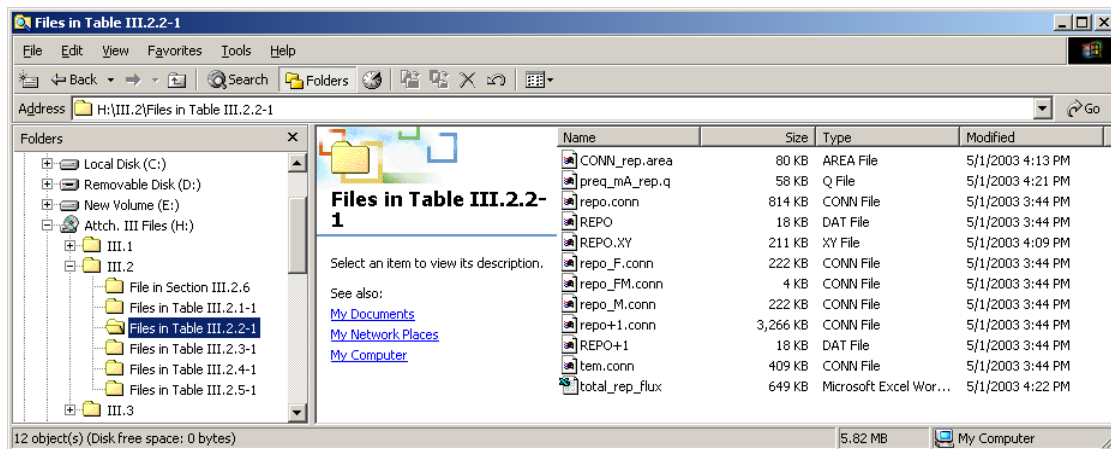 Files in Table III.2.2-1
File Edit View Favorites Tools Help
Back Search Folders
Address H:\III.2\Files in Table III.2.2-1 Go
Folders
Local Disk (C:)
Removable Disk (D:)
New Volume (E:)
Attch. III Files (H:)
III.1
III.2
File in Section III.2.6
Files in Table III.2.1-1
Files in Table III.2.2-1
Files in Table III.2.3-1
Files in Table III.2.4-1
Files in Table III.2.5-1
III.3
Files in Table III.2.2-
1
Select an item to view its description.
See also:
My Documents
My Network Places
My Computer
Name Size Type Modified
CONN_rep.area 80 KB AREA File 5/1/2003 4:13 PM
preq_mA_rep.q 58 KB Q File 5/1/2003 4:21 PM
repo.conn 814 KB CONN File 5/1/2003 3:44 PM
REPO 18 KB DAT File 5/1/2003 3:44 PM
REPO.XY 211 KB XY File 5/1/2003 4:09 PM
repo_F.conn 222 KB CONN File 5/1/2003 3:44 PM
repo_FM.conn 4 KB CONN File 5/1/2003 3:44 PM
repo_M.conn 222 KB CONN File 5/1/2003 3:44 PM
repo+1.conn 3,266 KB CONN File 5/1/2003 3:44 PM
REPO+1 18 KB DAT File 5/1/2003 3:44 PM
tem.conn 409 KB CONN File 5/1/2003 3:44 PM
total_rep_flux 649 KB Microsoft Excel Wor... 5/1/2003 4:22 PM
12 object(s) (Disk free space: 0 bytes) 5.82 MB My Computer